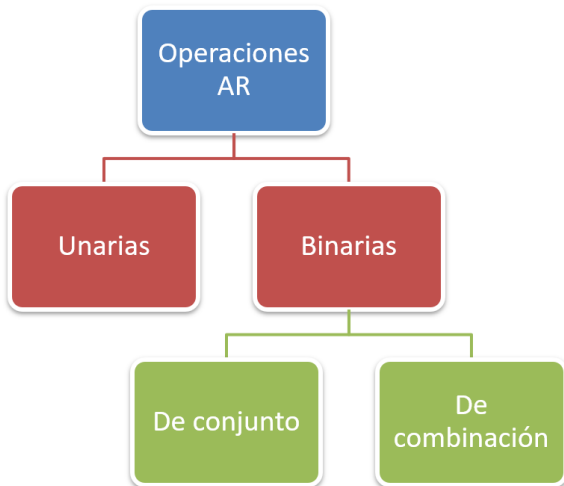 Operaciones
AR
Unarias
Binarias
De conjunto
De
combinación